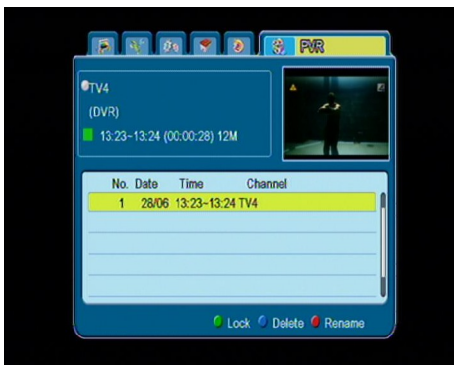 PVR
TV4
(DVR)
13:23~13:24 (00:00:28) 12M
No. Date Time Channel
1 28/06 13:23~13:24 TV4
Lock Delete Rename